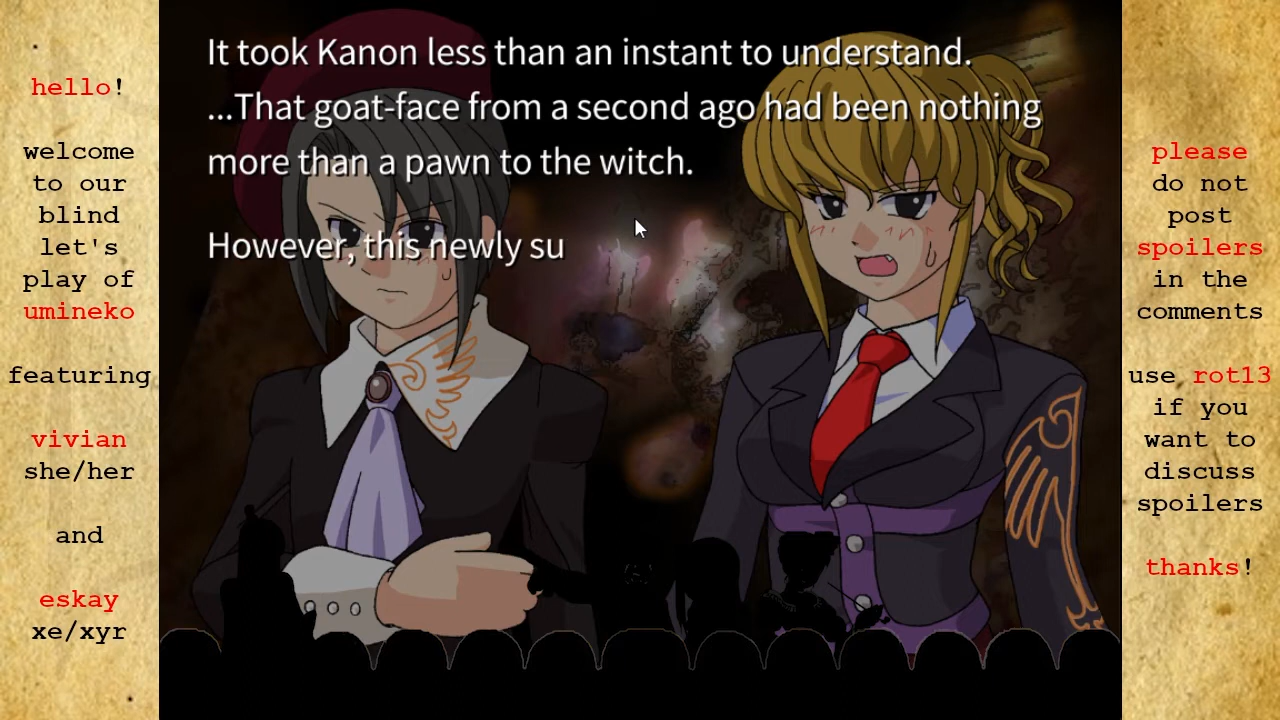 hello!
welcome
to our
blind
let's
play of
umineko
featuring
vivian
she/her
and
eskay
xe/xyr
It took Kanon less than an instant to understand.
...That goat-face from a second ago had been nothing
more than a pawn to the witch.
However, this newly su
please
do not
post
spoilers
in the
comments
use rot13
if you
want to
discuss
spoilers
thanks!